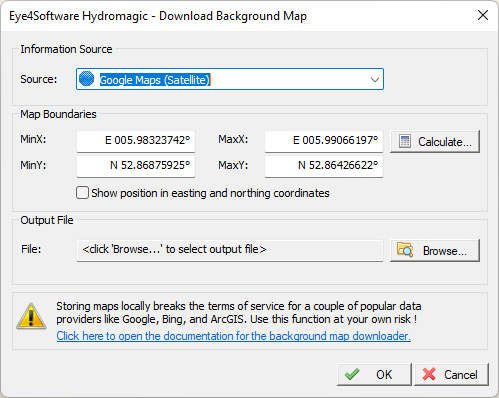 Eye4Software Hydromagic - Download Background Map
Information Source
Source: Google Maps (Satellite)
Map Boundaries
MinX: E 005.98323742° MaxX: E 005.99066197° Calculate...
MinY: N 52.86875925° MaxY: N 52.86426622°
Show position in easting and northing coordinates
Output File
File: <click 'Browse...' to select output file> Browse...
Storing maps locally breaks the terms of service for a couple of popular data
providers like Google, Bing, and ArcGIS. Use this function at your own risk !
Click here to open the documentation for the background map downloader.
OK Cancel